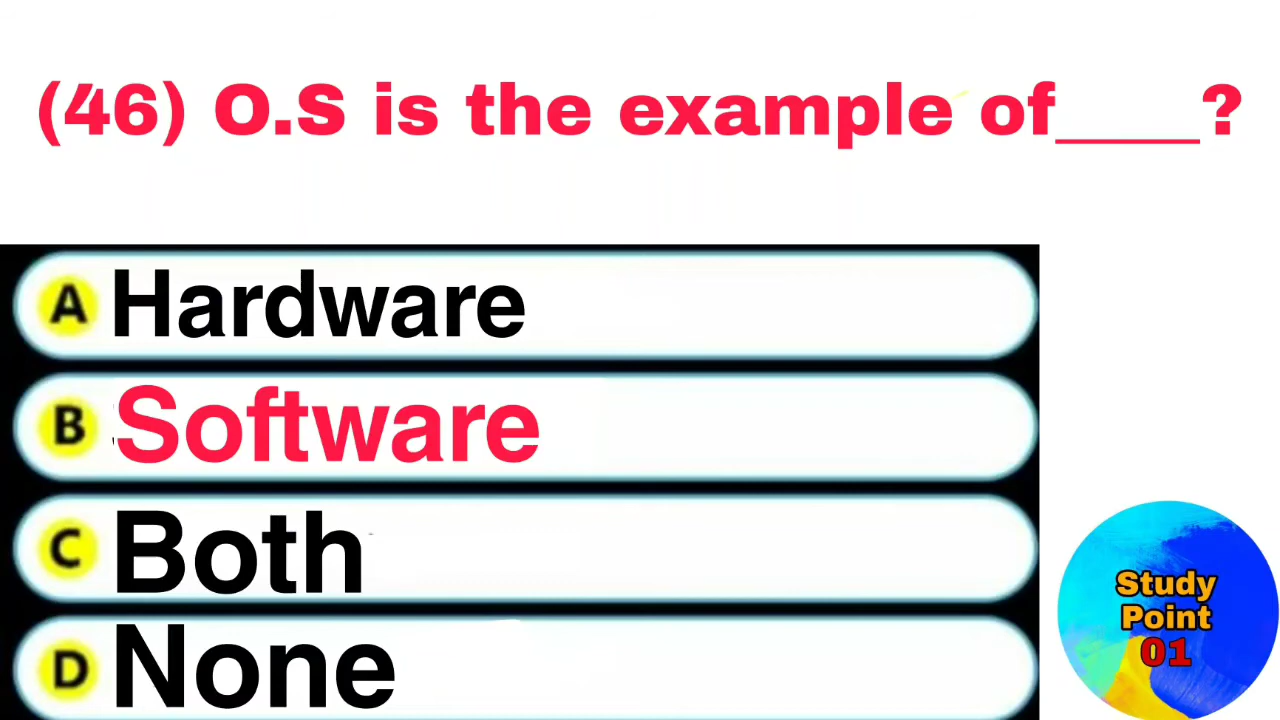 (46) O.S is the example of____?
A Hardware
B Software
C Both
D None
Study
Point
01